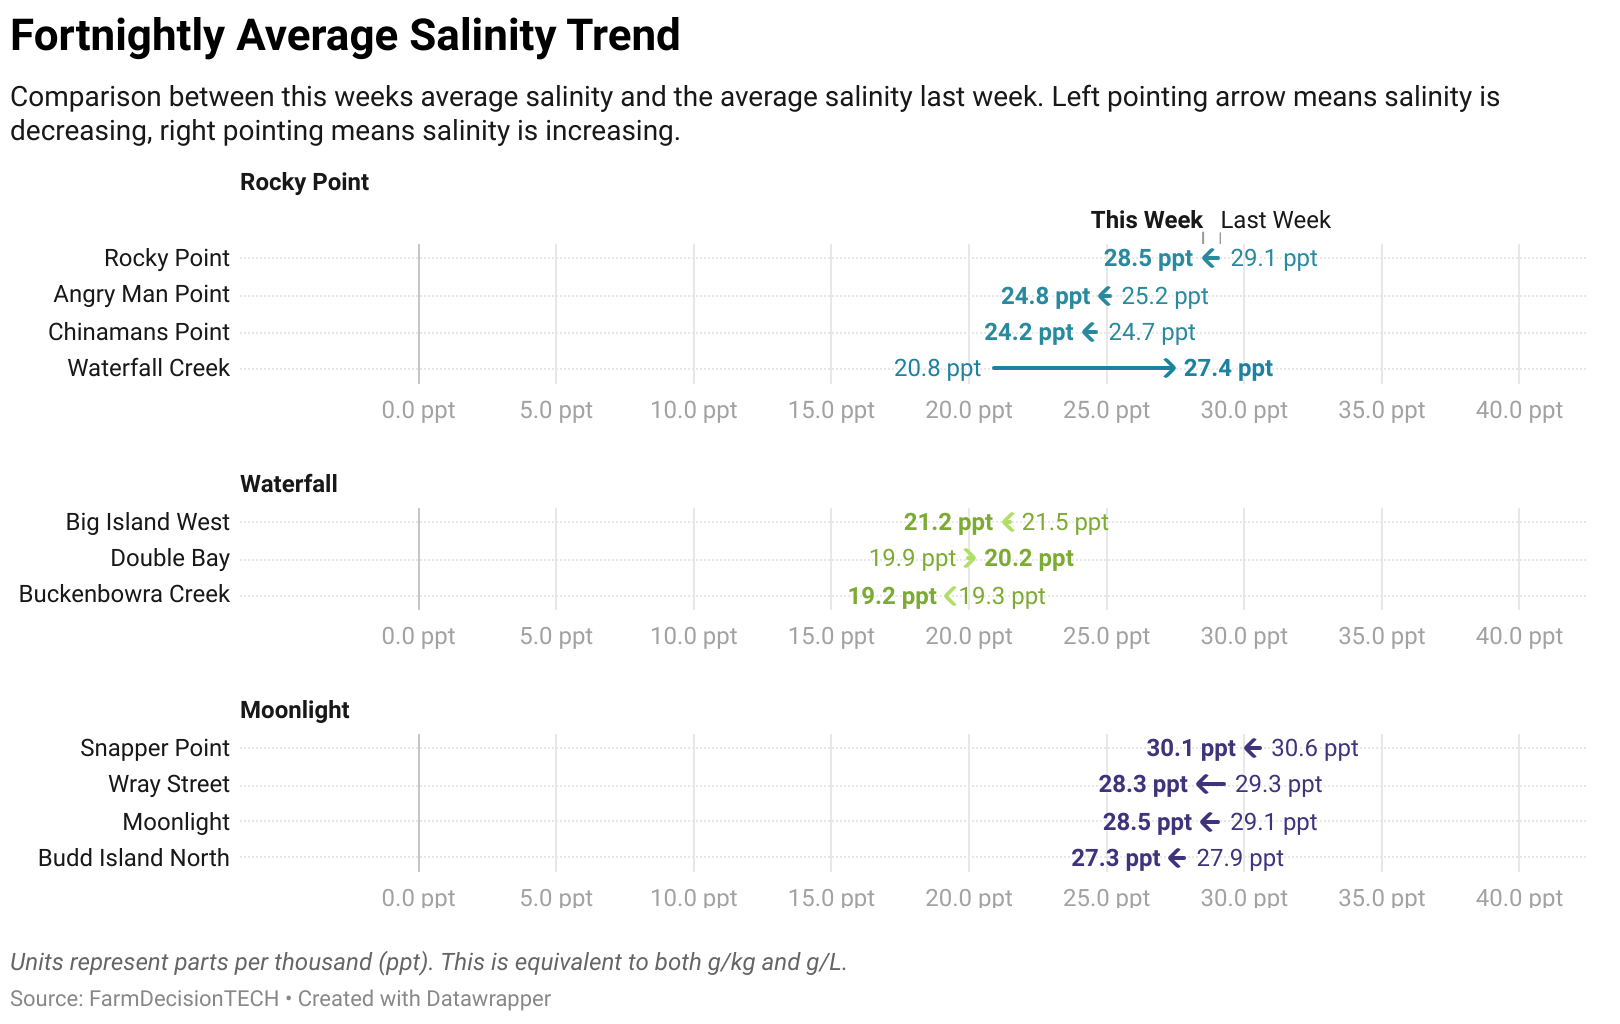 Fortnightly Average Salinity Trend
Comparison between this weeks average salinity and the average salinity last week. Left pointing arrow means salinity is
decreasing, right pointing means salinity is increasing.
Rocky Point
This Week Last Week
Rocky Point 28.5 ppt 29.1 ppt
Angry Man Point 24.8 ppt 25.2 ppt
Chinamans Point 24.2 ppt 24.7 ppt
Waterfall Creek 20.8 ppt 27.4 ppt
0.0 ppt 5.0 ppt 10.0 ppt 15.0 ppt 20.0 ppt 25.0 ppt 30.0 ppt 35.0 ppt 40.0 ppt
Waterfall
Big Island West 21.2 ppt 21.5 ppt
Double Bay 19.9 ppt 20.2 ppt
Buckenbowra Creek 19.2 ppt 19.3 ppt
0.0 ppt 5.0 ppt 10.0 ppt 15.0 ppt 20.0 ppt 25.0 ppt 30.0 ppt 35.0 ppt 40.0 ppt
Moonlight
Snapper Point 30.1 ppt 30.6 ppt
Wray Street 28.3 ppt 29.3 ppt
Moonlight 28.5 ppt 29.1 ppt
Budd Island North 27.3 ppt 27.9 ppt
0.0 ppt 5.0 ppt 10.0 ppt 15.0 ppt 20.0 ppt 25.0 ppt 30.0 ppt 35.0 ppt 40.0 ppt
Units represent parts per thousand (ppt). This is equivalent to both g/kg and g/L.
Source: FarmDecisionTECH • Created with Datawrapper